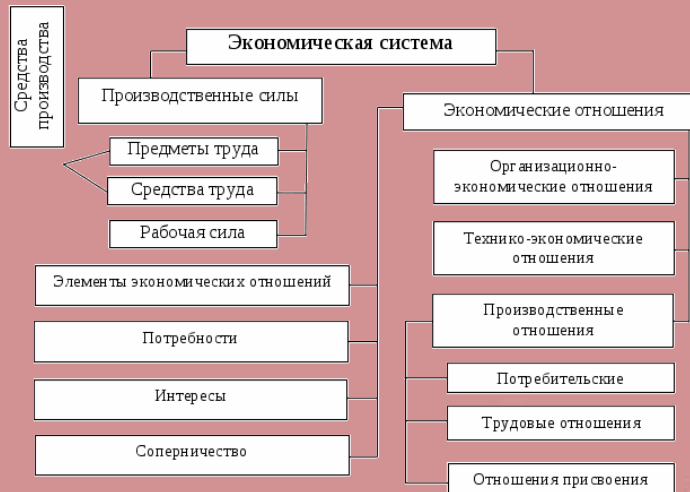 Средства
производства
Экономическая система
Производственные силы
Предметы труда
Средства труда
Рабочая сила
Элементы экономических отношений
Потребности
Интересы
Соперничество
Экономические отношения
Организационно-
экономические отношения
Технико-экономические
отношения
Производственные
отношения
Потребительские
Трудовые отношения
Отношения присвоения